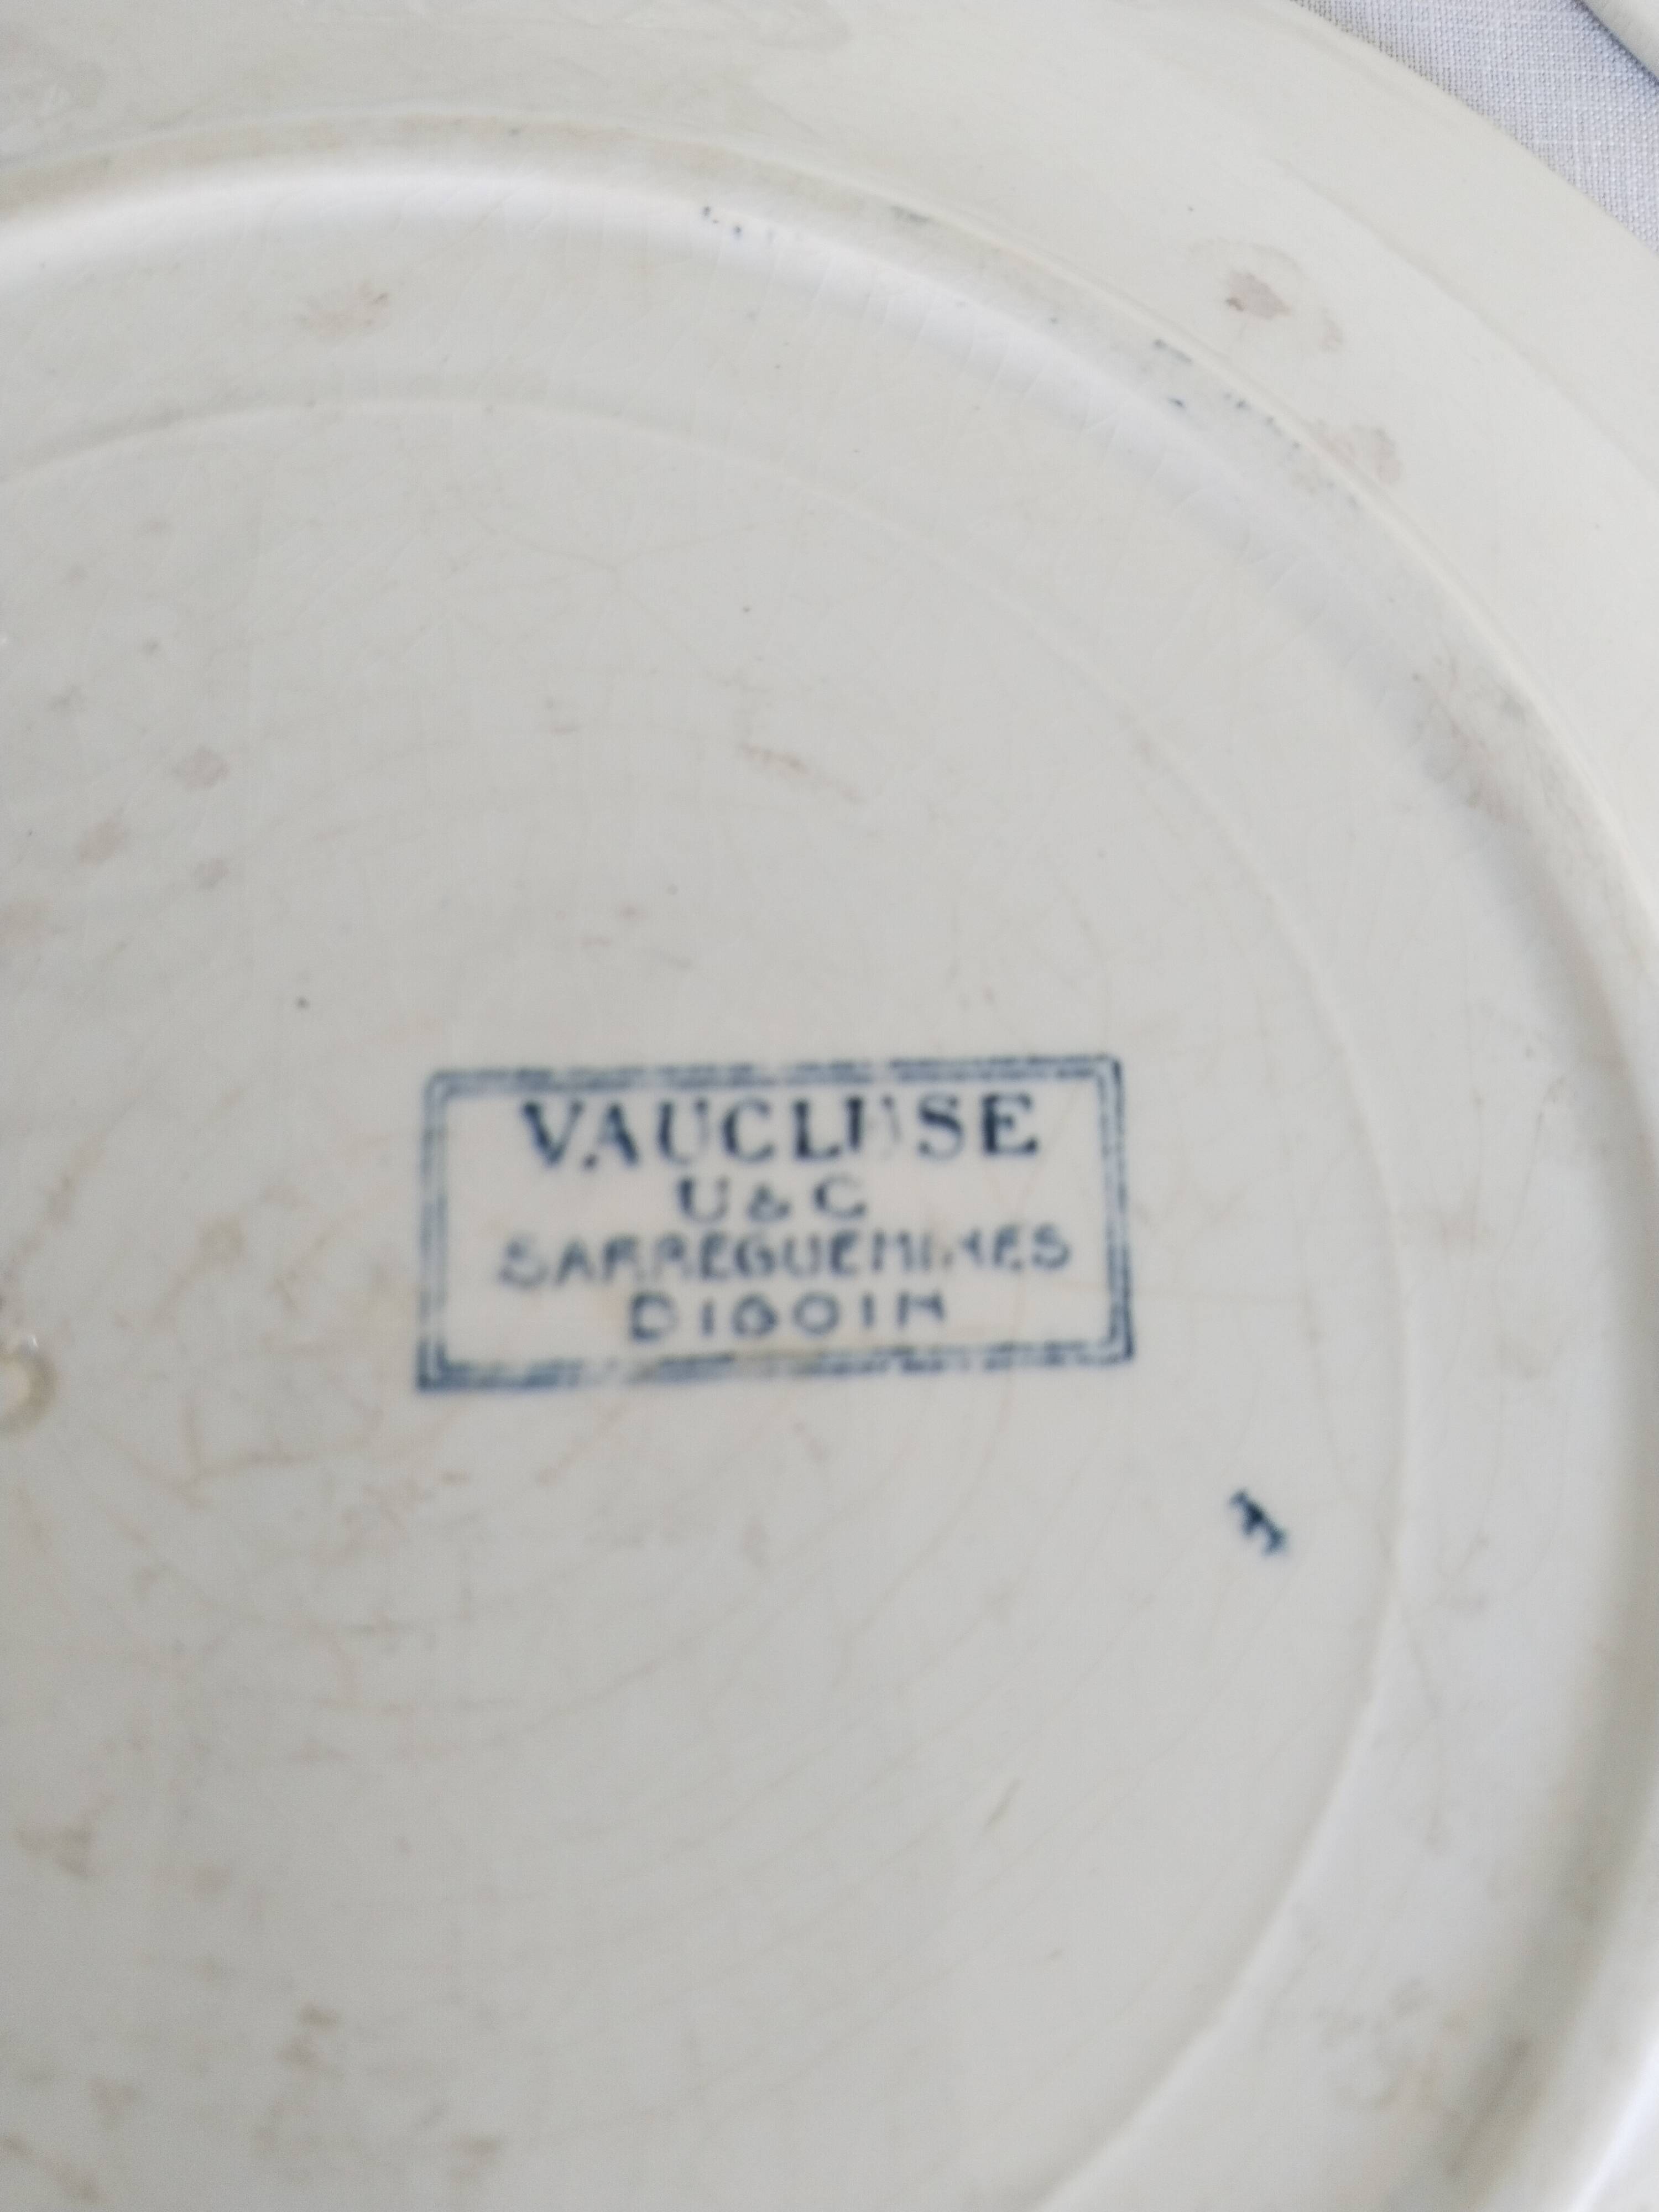 VAUCLUSE
U & C
SARREGUEMINES
DIGOIN